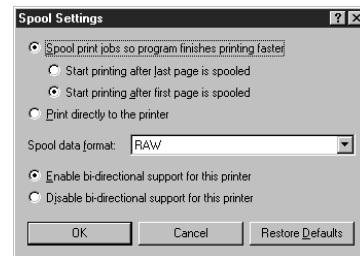 Spool Settings
Spool print jobs so program finishes printing faster
Start printing after last page is spooled
Start printing after first page is spooled
Print directly to the printer
Spool data format: RAW
Enable bi-directional support for this printer
Disable bi-directional support for this printer
OK Cancel Restore Defaults